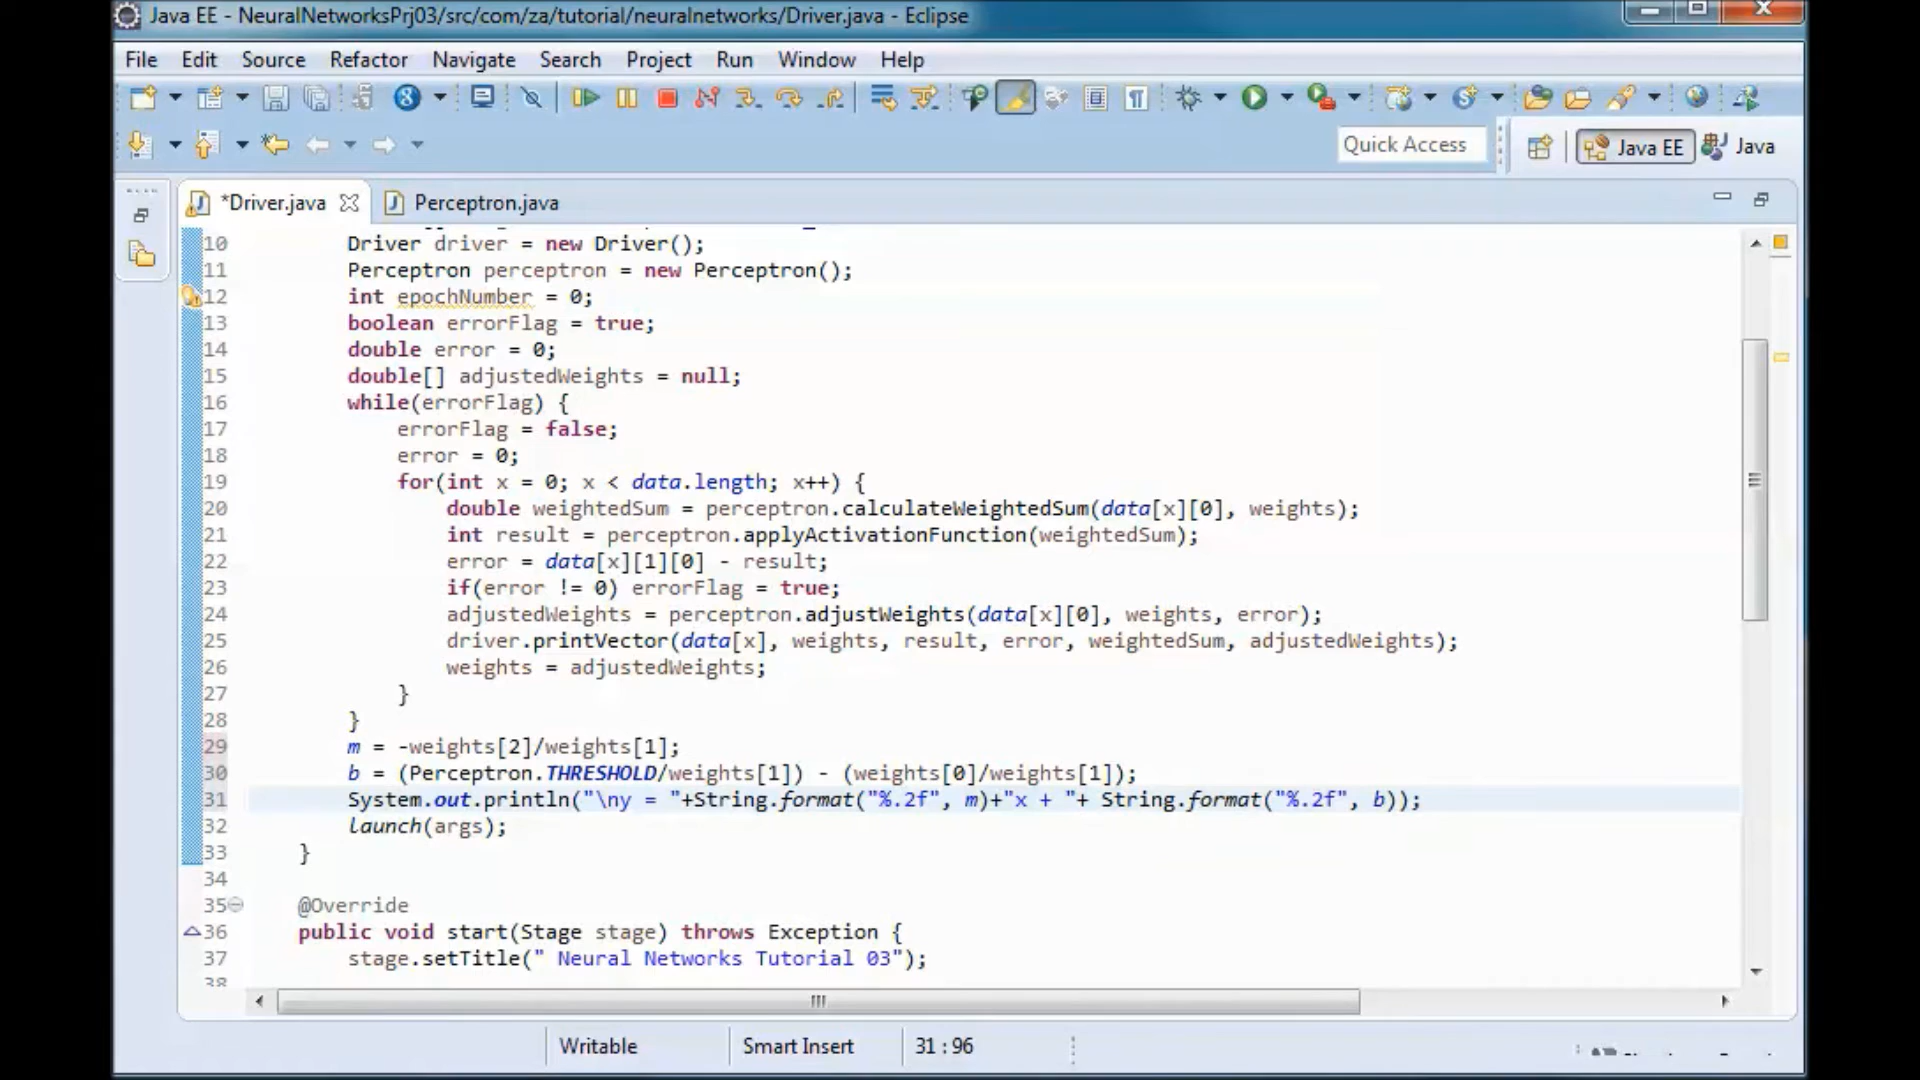 Java EE - NeuralNetworksPrj03/src/com/za/tutorial/neuralnetworks/Driver.java - Eclipse
File Edit Source Refactor Navigate Search Project Run Window Help
Quick Access Java EE Java
*Driver.java Perceptron.java
10 Driver driver = new Driver();
11 Perceptron perceptron = new Perceptron();
12 int epochNumber = 0;
13 boolean errorFlag = true;
14 double error = 0;
15 double[] adjustedWeights = null;
16 while(errorFlag) {
17 errorFlag = false;
18 error = 0;
19 for(int x = 0; x < data.length; x++) {
20 double weightedSum = perceptron.calculateWeightedSum(data[x][0], weights);
21 int result = perceptron.applyActivationFunction(weightedSum);
22 error = data[x][1][0] - result;
23 if(error != 0) errorFlag = true;
24 adjustedWeights = perceptron.adjustWeights(data[x][0], weights, error);
25 driver.printVector(data[x], weights, result, error, weightedSum, adjustedWeights);
26 weights = adjustedWeights;
27 }
28 }
29 m = -weights[2]/weights[1];
30 b = (Perceptron.THRESHOLD/weights[1]) - (weights[0]/weights[1]);
31 System.out.println("\ny = "+String.format("%.2f", m)+"x + "+ String.format("%.2f", b));
32 launch(args);
33 }
34
35 @Override
36 public void start(Stage stage) throws Exception {
37 stage.setTitle(" Neural Networks Tutorial 03");
38
Writable Smart Insert 31 : 96